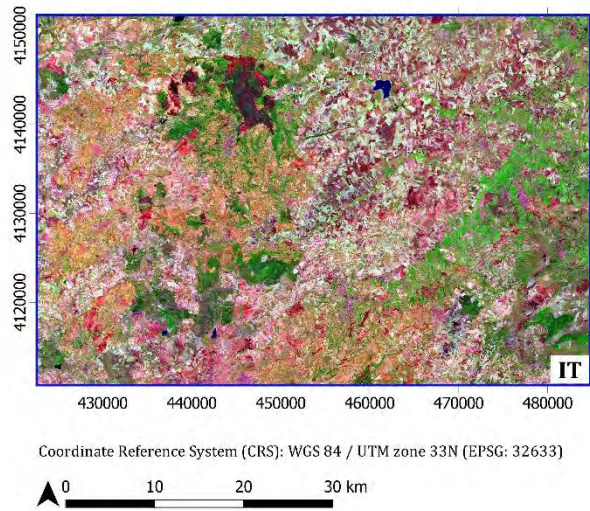 4150000
4140000
4130000
4120000
IT
430000 440000 450000 460000 470000 480000
Coordinate Reference System (CRS): WGS 84 / UTM zone 33N (EPSG: 32633)
0 10 20 30 km